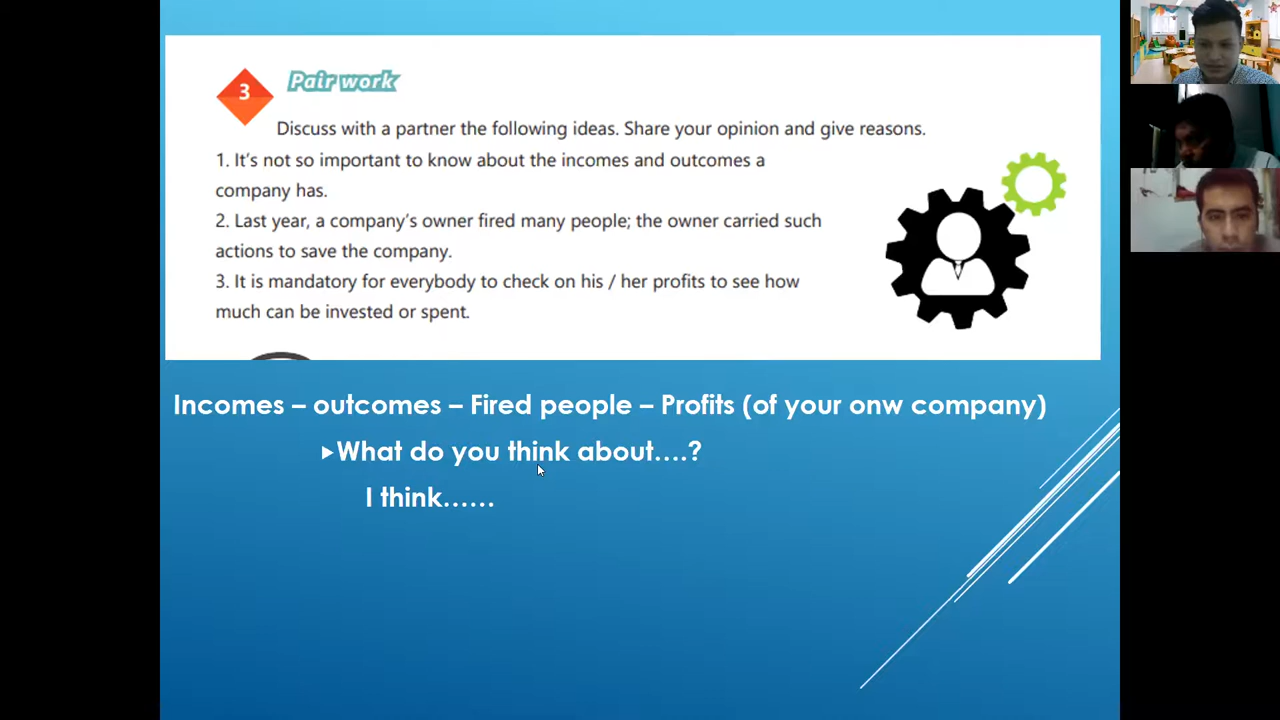 3
Pair work
Discuss with a partner the following ideas. Share your opinion and give reasons.
1. It's not so important to know about the incomes and outcomes a
company has.
2. Last year, a company's owner fired many people; the owner carried such
actions to save the company.
3. It is mandatory for everybody to check on his / her profits to see how
much can be invested or spent.
Incomes – outcomes – Fired people – Profits (of your onw company)
What do you think about….?
I think……